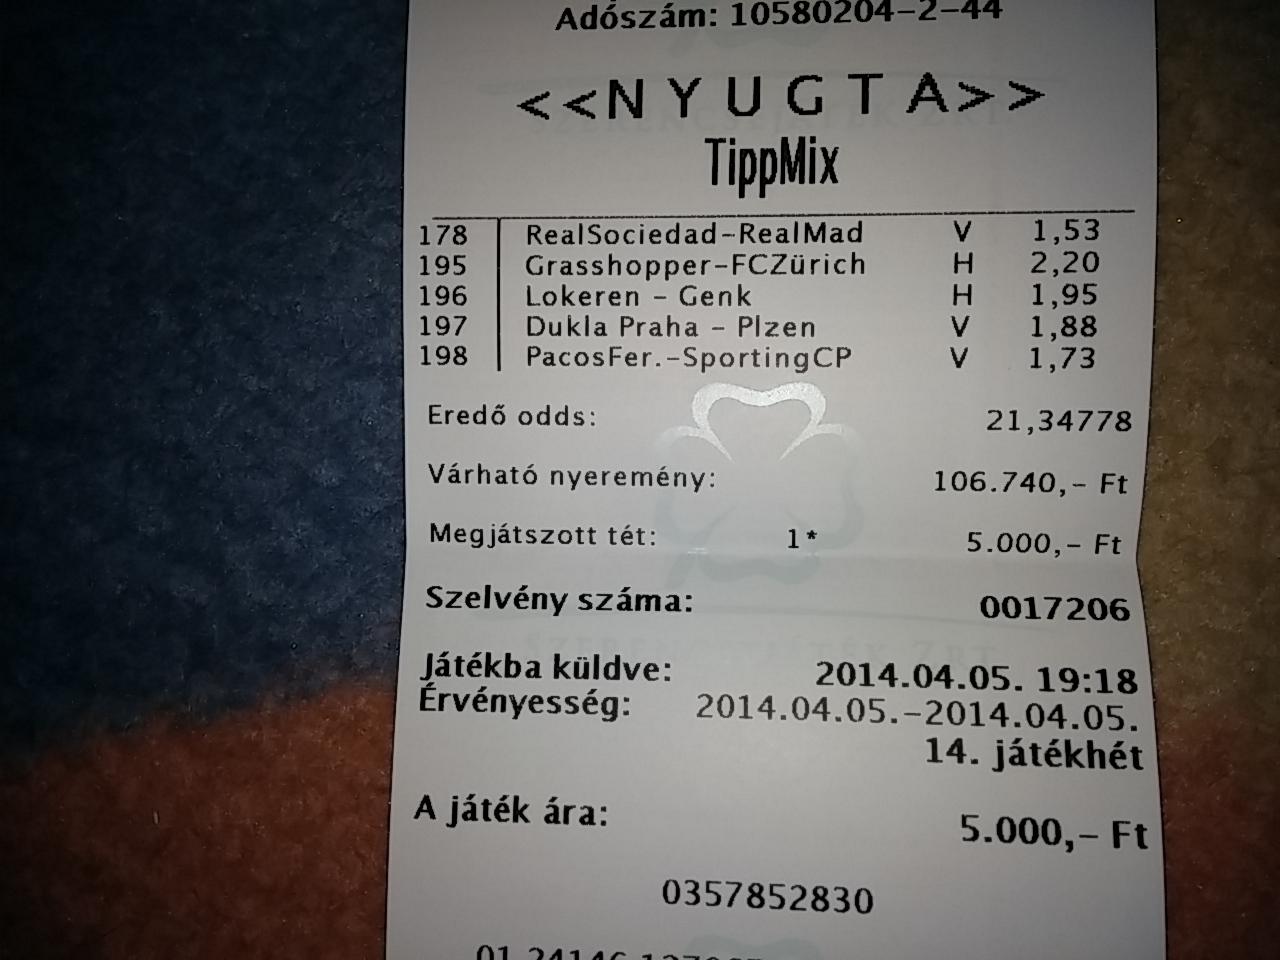 Adószám: 10580204-2-44
<<NYUGTA>>
TippMix
178 RealSociedad-RealMad V 1,53
195 Grasshopper-FCZürich H 2,20
196 Lokeren - Genk H 1,95
197 Dukla Praha - Plzen V 1,88
198 PacosFer.-SportingCP V 1,73
Eredő odds: 21,34778
Várható nyeremény: 106.740,- Ft
Megjátszott tét: 1* 5.000,- Ft
Szelvény száma: 0017206
SZERENCSEJÁTÉK ZRT
Játékba küldve: 2014.04.05. 19:18
Érvényesség: 2014.04.05.-2014.04.05.
14. játékhét
A játék ára: 5.000,- Ft
0357852830